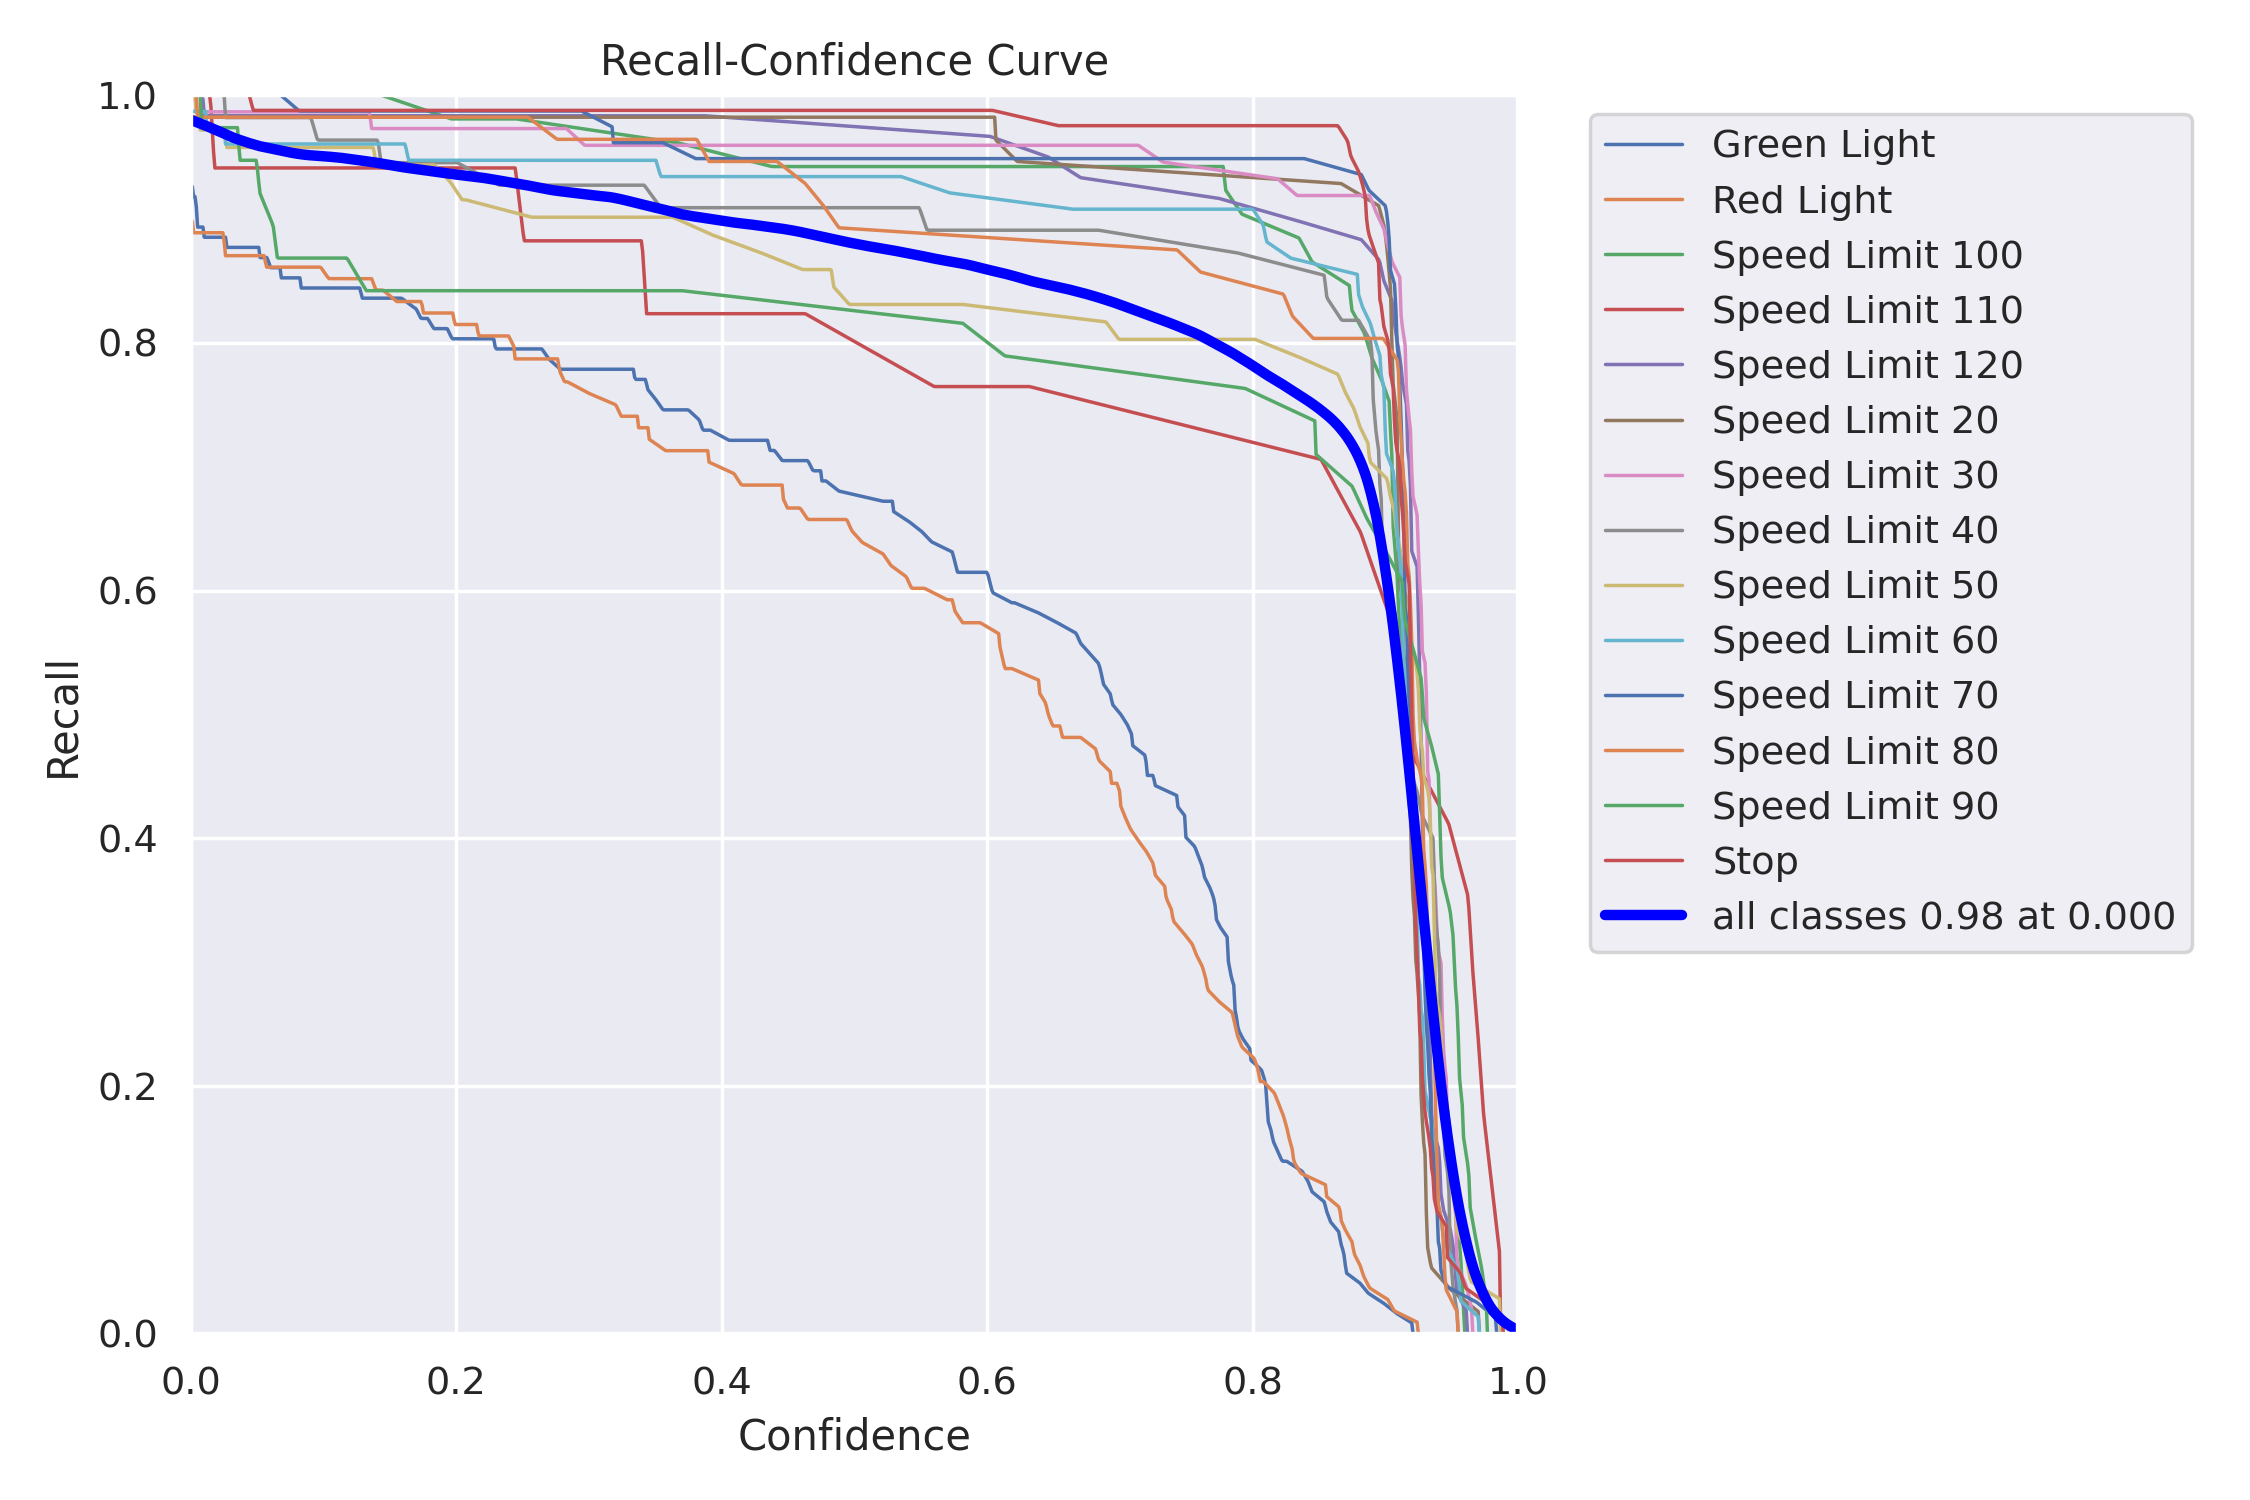 Recall-Confidence Curve
1.0
0.8
0.6
0.4
0.2
0.0
Recall
0.0 0.2 0.4 0.6 0.8 1.0
Confidence
Green Light
Red Light
Speed Limit 100
Speed Limit 110
Speed Limit 120
Speed Limit 20
Speed Limit 30
Speed Limit 40
Speed Limit 50
Speed Limit 60
Speed Limit 70
Speed Limit 80
Speed Limit 90
Stop
all classes 0.98 at 0.000